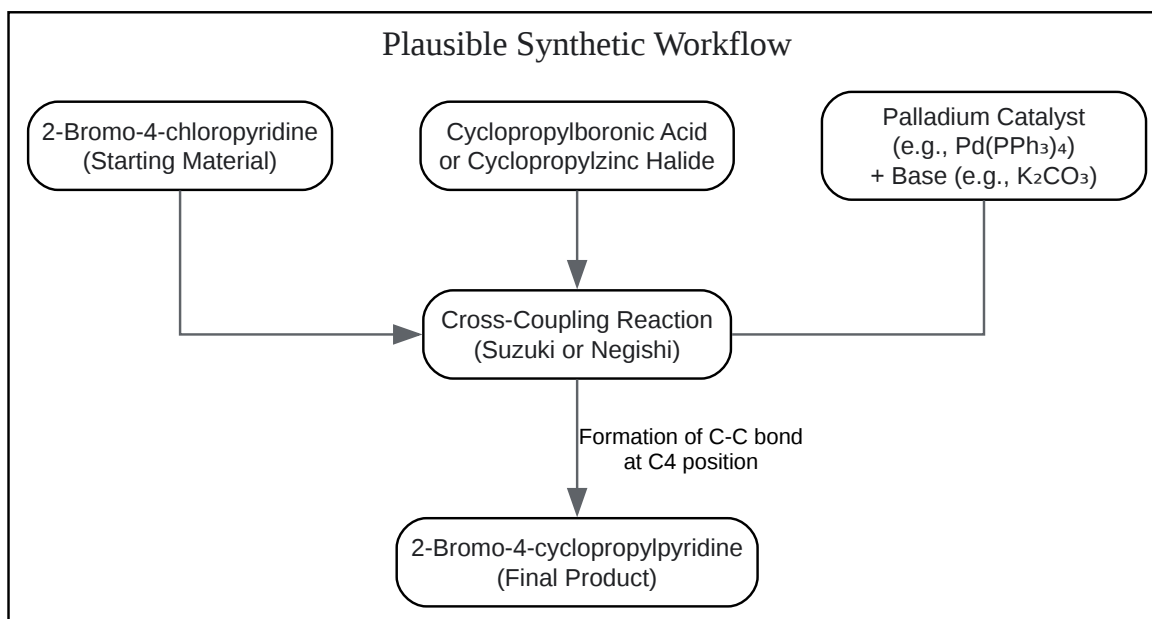 Plausible Synthetic Workflow
2-Bromo-4-chloropyridine
(Starting Material)
Cyclopropylboronic Acid
or Cyclopropylzinc Halide
Palladium Catalyst
(e.g., Pd(PPh₃)₄)
+ Base (e.g., K₂CO₃)
Cross-Coupling Reaction
(Suzuki or Negishi)
Formation of C-C bond
at C4 position
2-Bromo-4-cyclopropylpyridine
(Final Product)